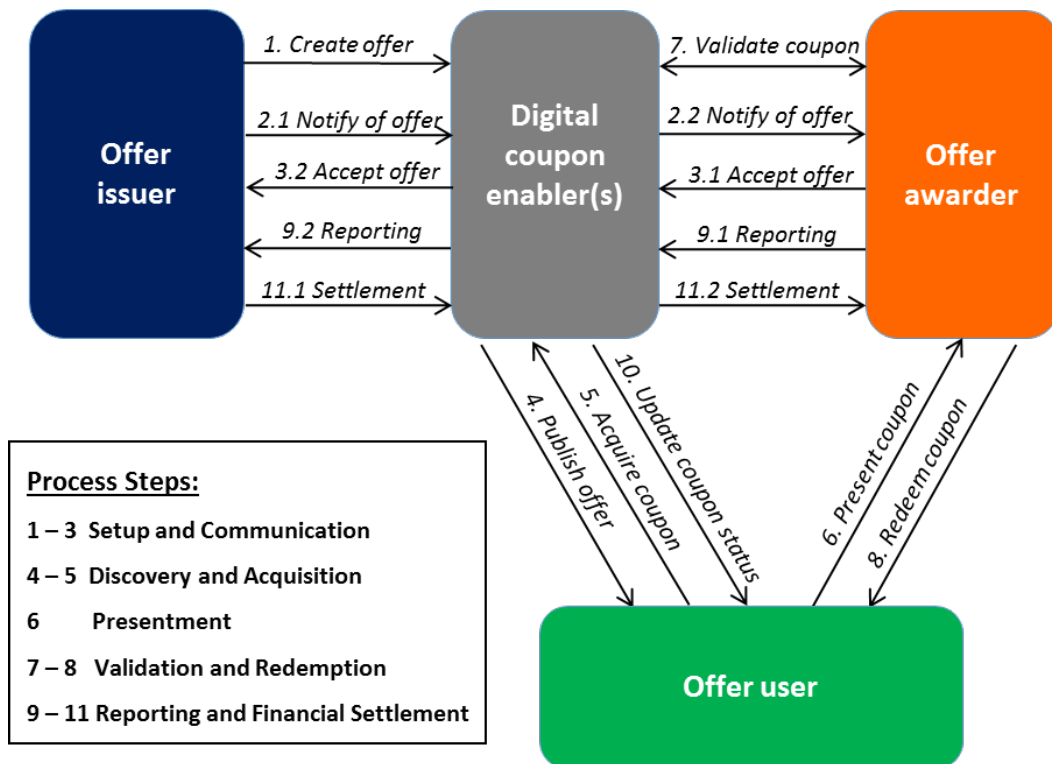 1. Create offer
7. Validate coupon
2.1 Notify of offer
2.2 Notify of offer
Offer
issuer
Digital
coupon
enabler(s)
Offer
awarder
3.2 Accept offer
3.1 Accept offer
9.2 Reporting
9.1 Reporting
11.1 Settlement
11.2 Settlement
4. Publish offer
5. Acquire coupon
10. Update coupon status
6. Present coupon
8. Redeem coupon
Process Steps:
1 – 3 Setup and Communication
4 – 5 Discovery and Acquisition
6 Presentment
7 – 8 Validation and Redemption
9 – 11 Reporting and Financial Settlement
Offer user